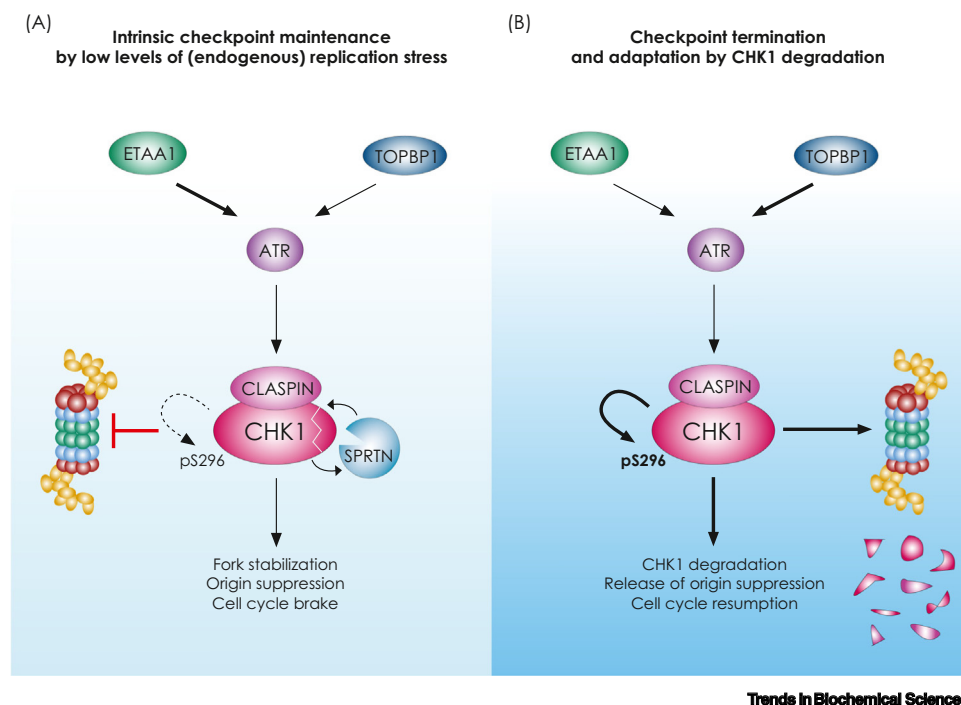 (A)
Intrinsic checkpoint maintenance
by low levels of (endogenous) replication stress
ETAA1
TOPBP1
ATR
CLASPIN
CHK1
SPRTN
pS296
Fork stabilization
Origin suppression
Cell cycle brake
(B)
Checkpoint termination
and adaptation by CHK1 degradation
ETAA1
TOPBP1
ATR
CLASPIN
CHK1
pS296
CHK1 degradation
Release of origin suppression
Cell cycle resumption
Trends in Biochemical Science